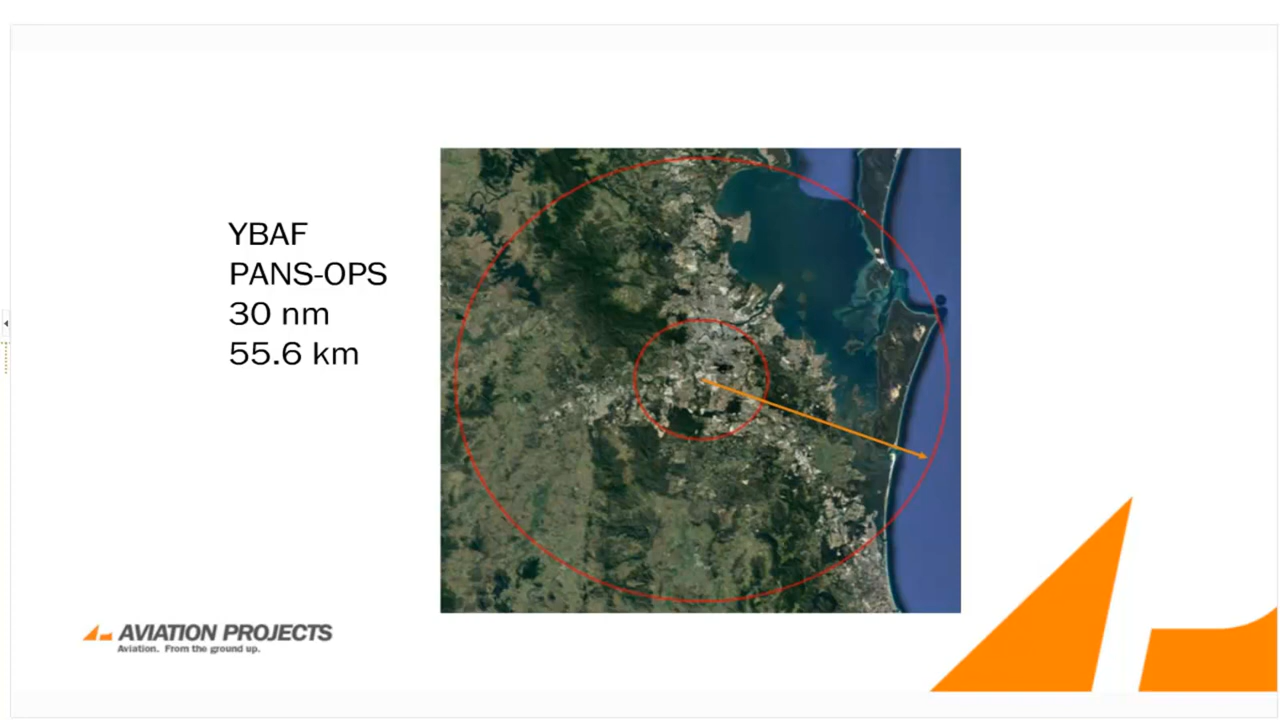 YBAF
PANS-OPS
30 nm
55.6 km
AVIATION PROJECTS
Aviation. From the ground up.